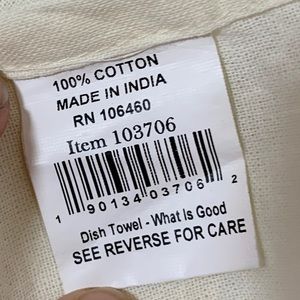 100% COTTON
MADE IN INDIA
RN 106460
Item 103706
1 90134 03706 2
Dish Towel - What Is Good
SEE REVERSE FOR CARE